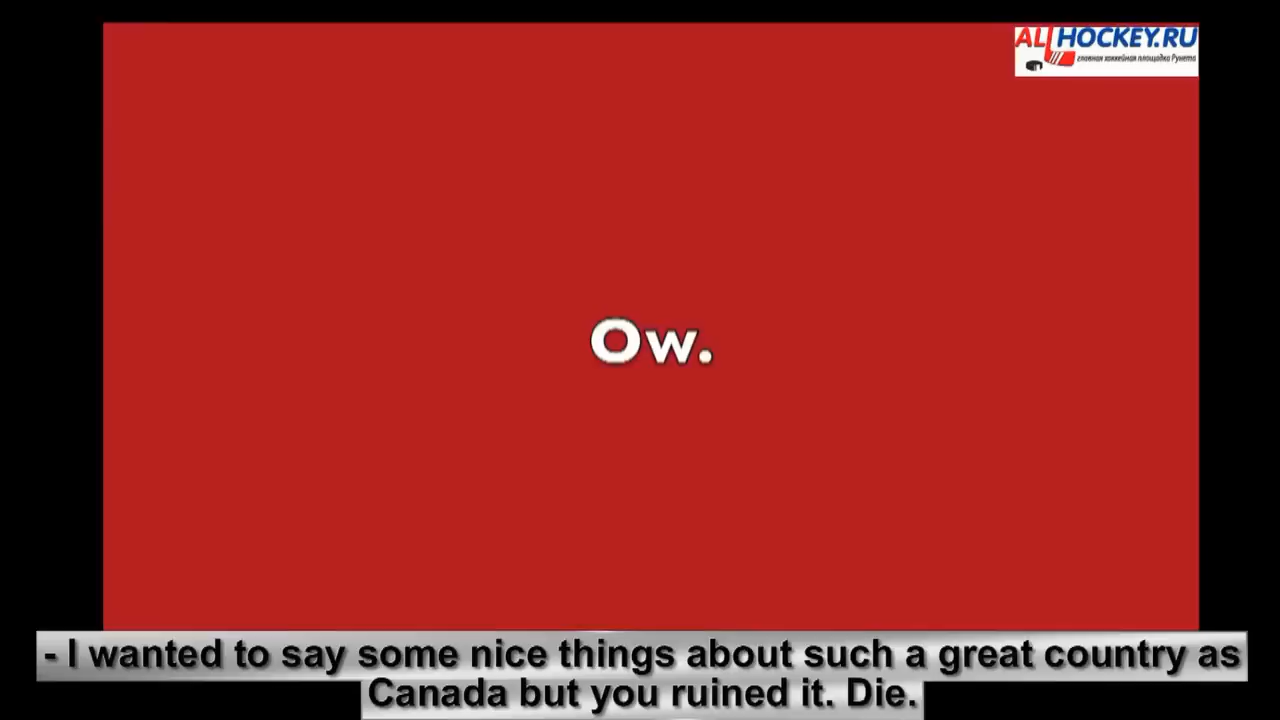 ALLHOCKEY.RU
главная хоккейная площадка Рунета
Ow.
- I wanted to say some nice things about such a great country as
Canada but you ruined it. Die.